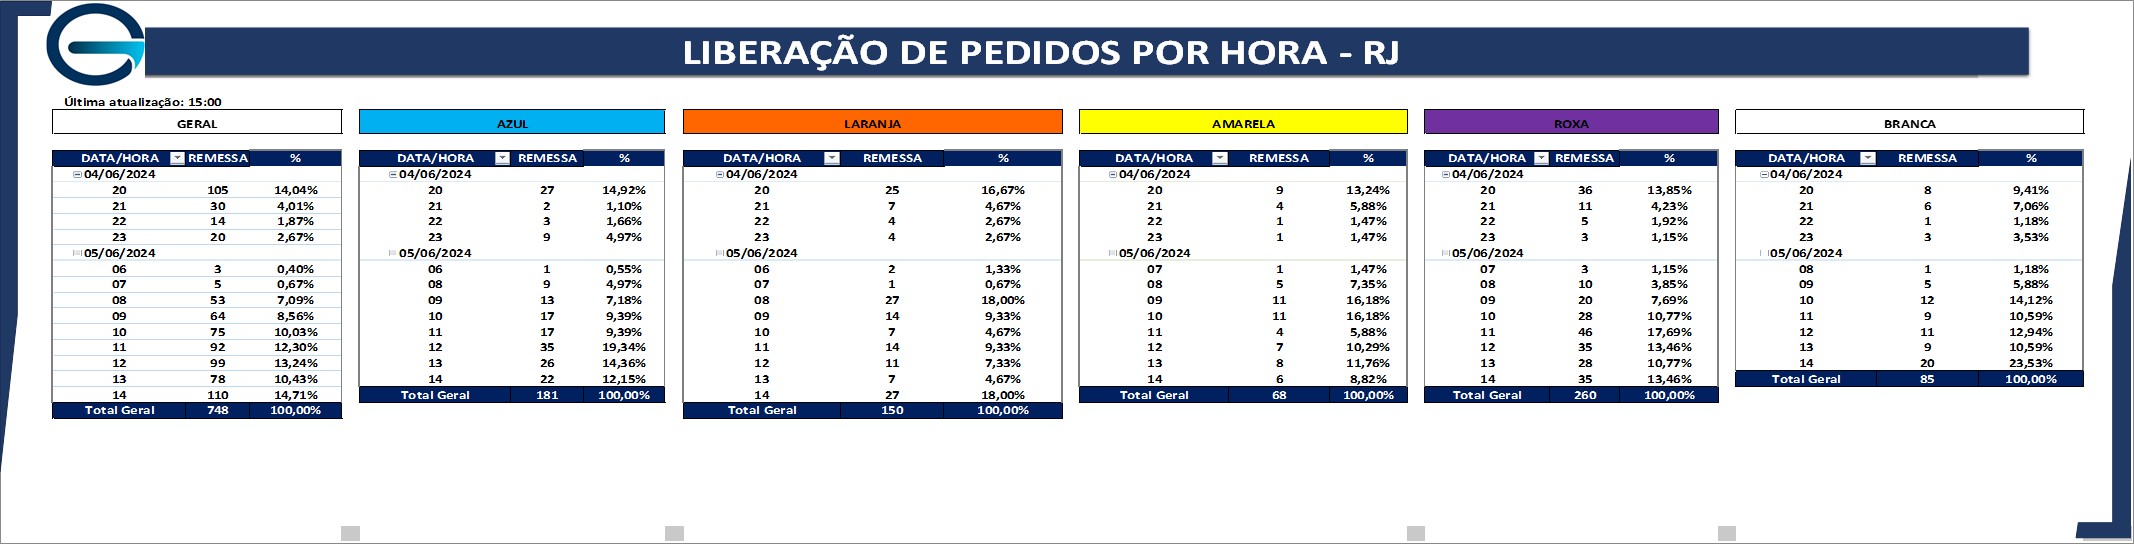 LIBERAÇÃO DE PEDIDOS POR HORA - RJ
Última atualização: 15:00
GERAL
DATA/HORA REMESSA %
04/06/2024
20 105 14,04%
21 30 4,01%
22 14 1,87%
23 20 2,67%
05/06/2024
06 3 0,40%
07 5 0,67%
08 53 7,09%
09 64 8,56%
10 75 10,03%
11 92 12,30%
12 99 13,24%
13 78 10,43%
14 110 14,71%
Total Geral 748 100,00%
AZUL
DATA/HORA REMESSA %
04/06/2024
20 27 14,92%
21 2 1,10%
22 3 1,66%
23 9 4,97%
05/06/2024
06 1 0,55%
08 9 4,97%
09 13 7,18%
10 17 9,39%
11 17 9,39%
12 35 19,34%
13 26 14,36%
14 22 12,15%
Total Geral 181 100,00%
LARANJA
DATA/HORA REMESSA %
04/06/2024
20 25 16,67%
21 7 4,67%
22 4 2,67%
23 4 2,67%
05/06/2024
06 2 1,33%
07 1 0,67%
08 27 18,00%
09 14 9,33%
10 7 4,67%
11 14 9,33%
12 11 7,33%
13 7 4,67%
14 27 18,00%
Total Geral 150 100,00%
AMARELA
DATA/HORA REMESSA %
04/06/2024
20 9 13,24%
21 4 5,88%
22 1 1,47%
23 1 1,47%
05/06/2024
07 1 1,47%
08 5 7,35%
09 11 16,18%
10 11 16,18%
11 4 5,88%
12 7 10,29%
13 8 11,76%
14 6 8,82%
Total Geral 68 100,00%
ROXA
DATA/HORA REMESSA %
04/06/2024
20 36 13,85%
21 11 4,23%
22 5 1,92%
23 3 1,15%
05/06/2024
07 3 1,15%
08 10 3,85%
09 20 7,69%
10 28 10,77%
11 46 17,69%
12 35 13,46%
13 28 10,77%
14 35 13,46%
Total Geral 260 100,00%
BRANCA
DATA/HORA REMESSA %
04/06/2024
20 8 9,41%
21 6 7,06%
22 1 1,18%
23 3 3,53%
05/06/2024
08 1 1,18%
09 5 5,88%
10 12 14,12%
11 9 10,59%
12 11 12,94%
13 9 10,59%
14 20 23,53%
Total Geral 85 100,00%